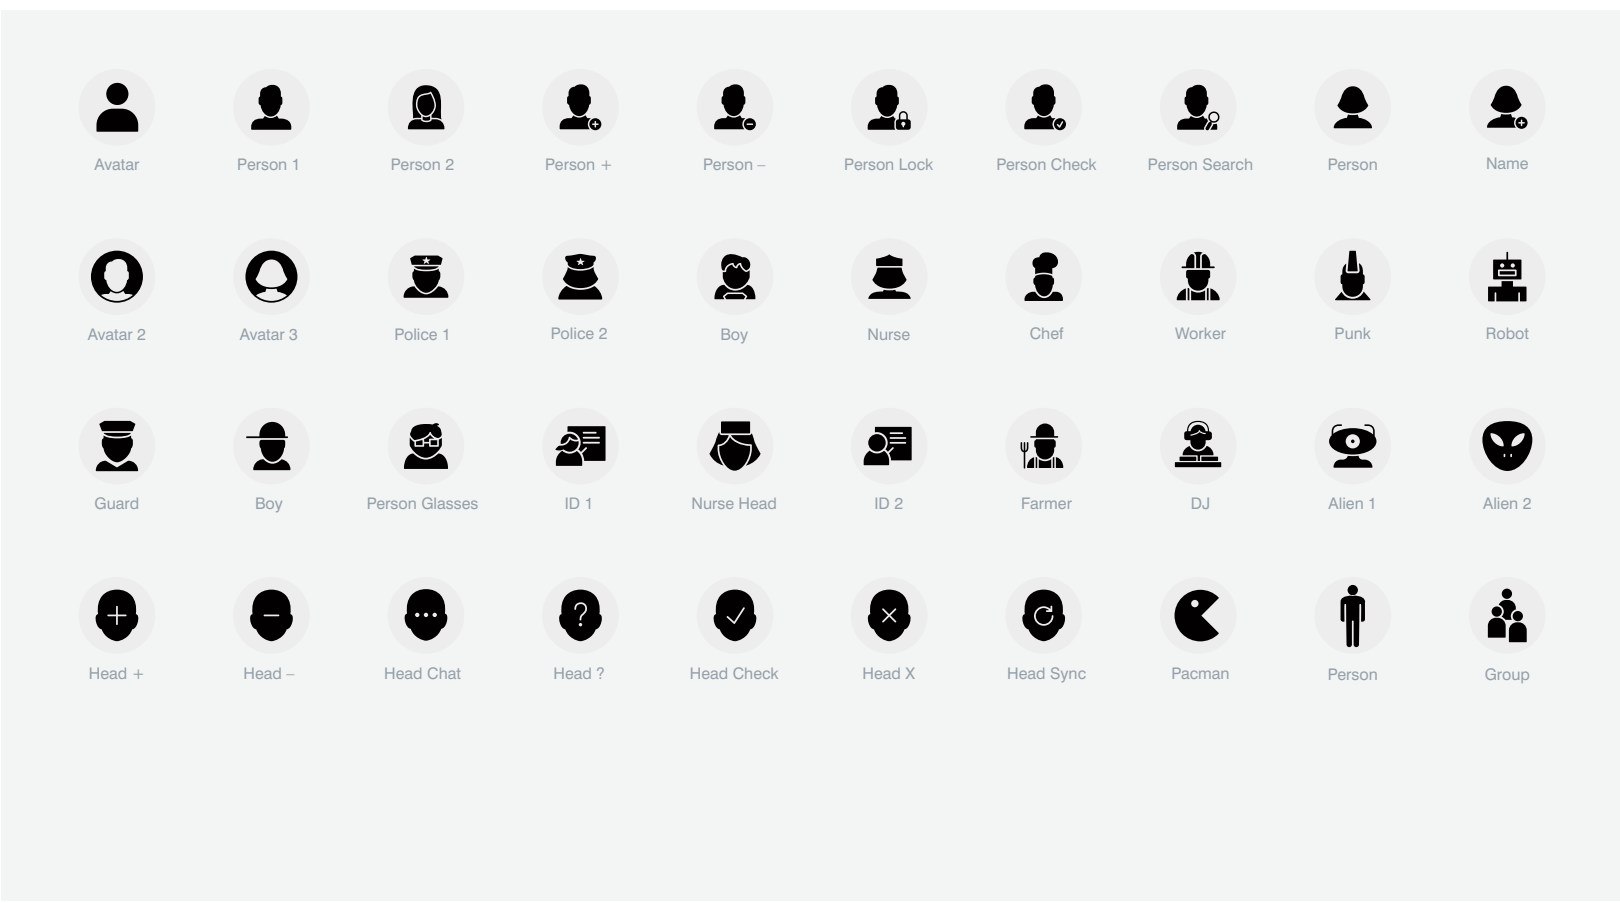 Avatar
Person 1
Person 2
Person +
Person –
Person Lock
Person Check
Person Search
Person
Name
Avatar 2
Avatar 3
Police 1
Police 2
Boy
Nurse
Chef
Worker
Punk
Robot
Guard
Boy
Person Glasses
ID 1
Nurse Head
ID 2
Farmer
DJ
Alien 1
Alien 2
Head +
Head –
Head Chat
Head ?
Head Check
Head X
Head Sync
Pacman
Person
Group